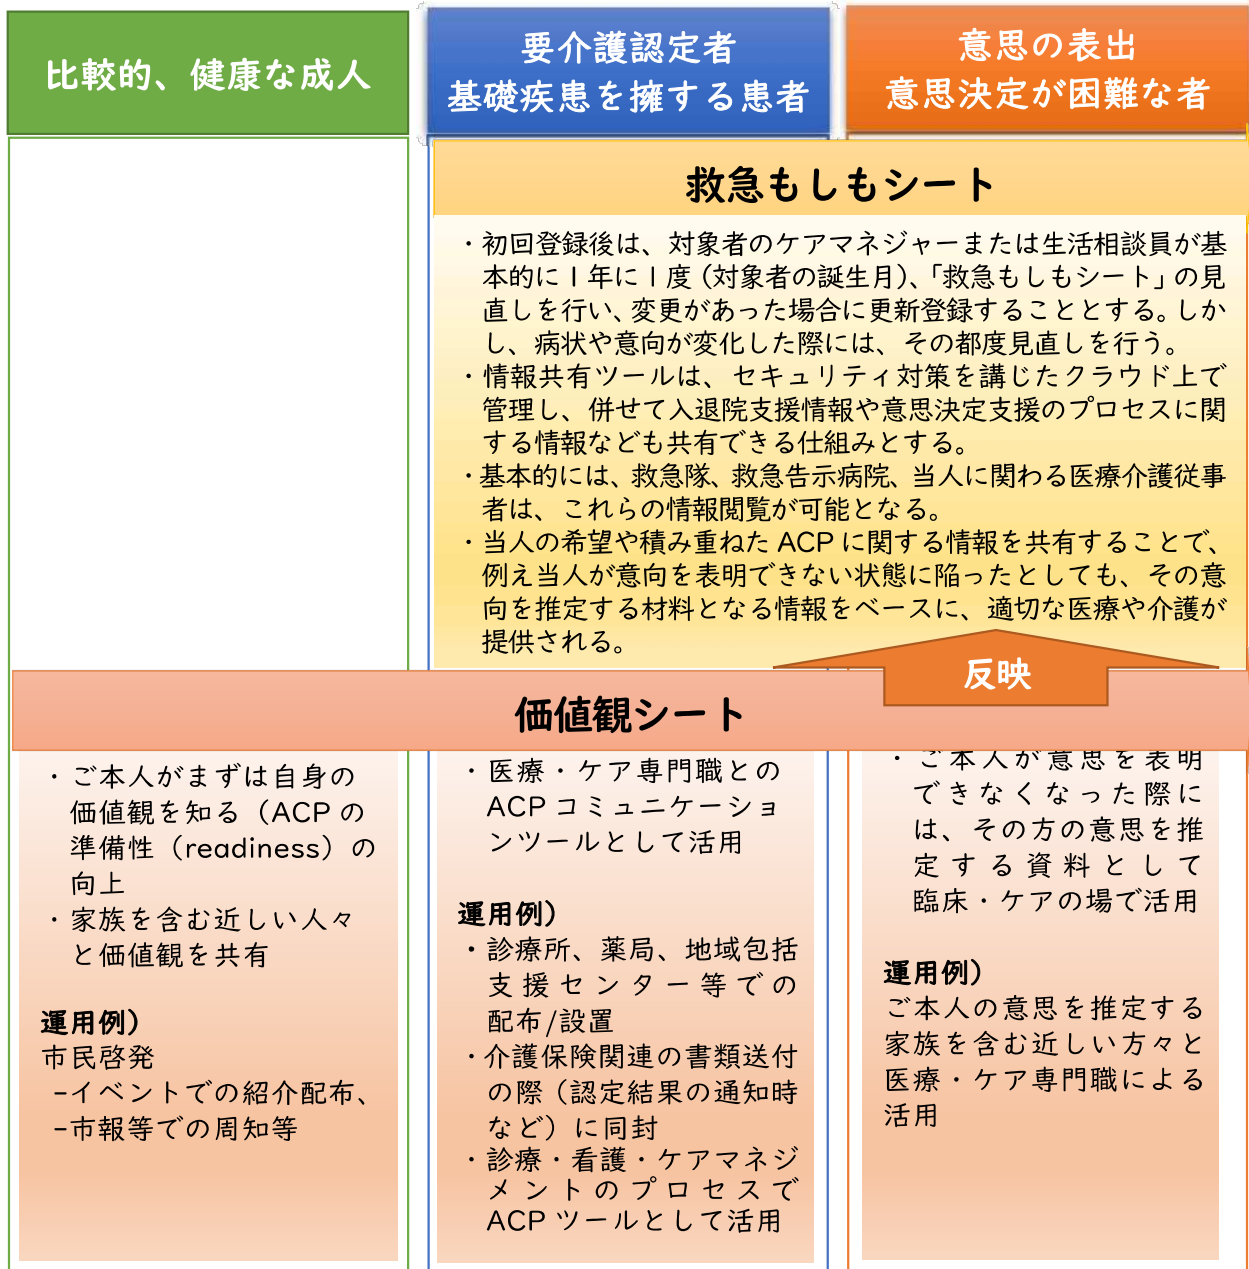 比較的、健康な成人
要介護認定者
基礎疾患を擁する患者
意思の表出
意思決定が困難な者
救急もしもシート
・初回登録後は、対象者のケアマネジャーまたは生活相談員が基
本的に1年に1度（対象者の誕生月）、「救急もしもシート」の見
直しを行い、変更があった場合に更新登録することとする。しか
し、病状や意向が変化した際には、その都度見直しを行う。
・情報共有ツールは、セキュリティ対策を講じたクラウド上で
管理し、併せて入退院支援情報や意思決定支援のプロセスに関
する情報なども共有できる仕組みとする。
・基本的には、救急隊、救急告示病院、当人に関わる医療介護従事
者は、これらの情報閲覧が可能となる。
・当人の希望や積み重ねた ACP に関する情報を共有することで、
例え当人が意向を表明できない状態に陥ったとしても、その意
向を推定する材料となる情報をベースに、適切な医療や介護が
提供される。
反映
価値観シート
・ご本人がまずは自身の
価値観を知る（ACP の
準備性（readiness）の
向上
・家族を含む近しい人々
と価値観を共有
運用例）
市民啓発
-イベントでの紹介配布、
-市報等での周知等
・医療・ケア専門職との
ACP コミュニケーショ
ンツールとして活用
運用例）
・診療所、薬局、地域包括
支援センター等での
配布/設置
・介護保険関連の書類送付
の際（認定結果の通知時
など）に同封
・診療・看護・ケアマネジ
メントのプロセスで
ACP ツールとして活用
・ご本人が意思を表明
できなくなった際に
は、その方の意思を推
定する資料として
臨床・ケアの場で活用
運用例）
ご本人の意思を推定する
家族を含む近しい方々と
医療・ケア専門職による
活用